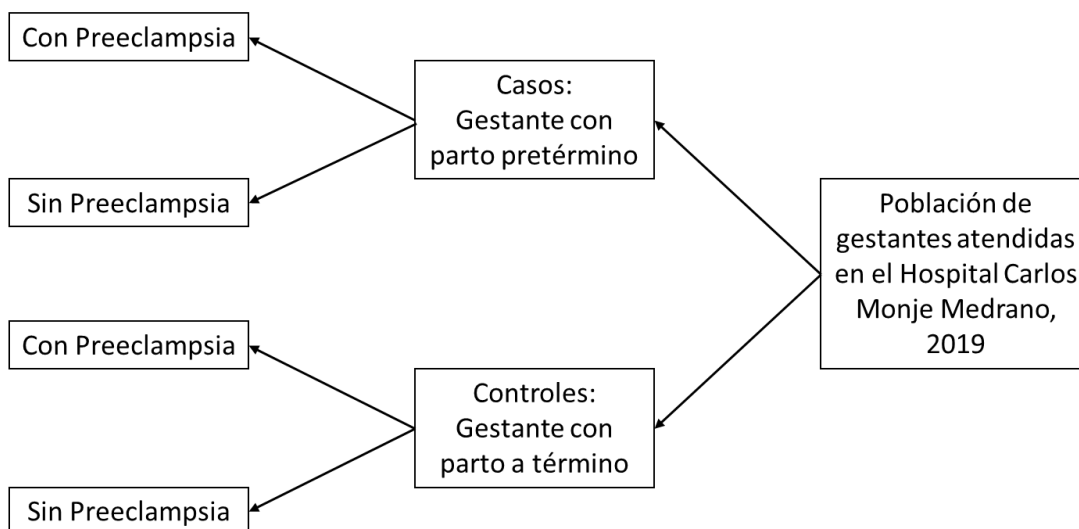 Con Preeclampsia
Sin Preeclampsia
Casos:
Gestante con
parto pretérmino
Población de
gestantes atendidas
en el Hospital Carlos
Monje Medrano,
2019
Con Preeclampsia
Sin Preeclampsia
Controles:
Gestante con
parto a término